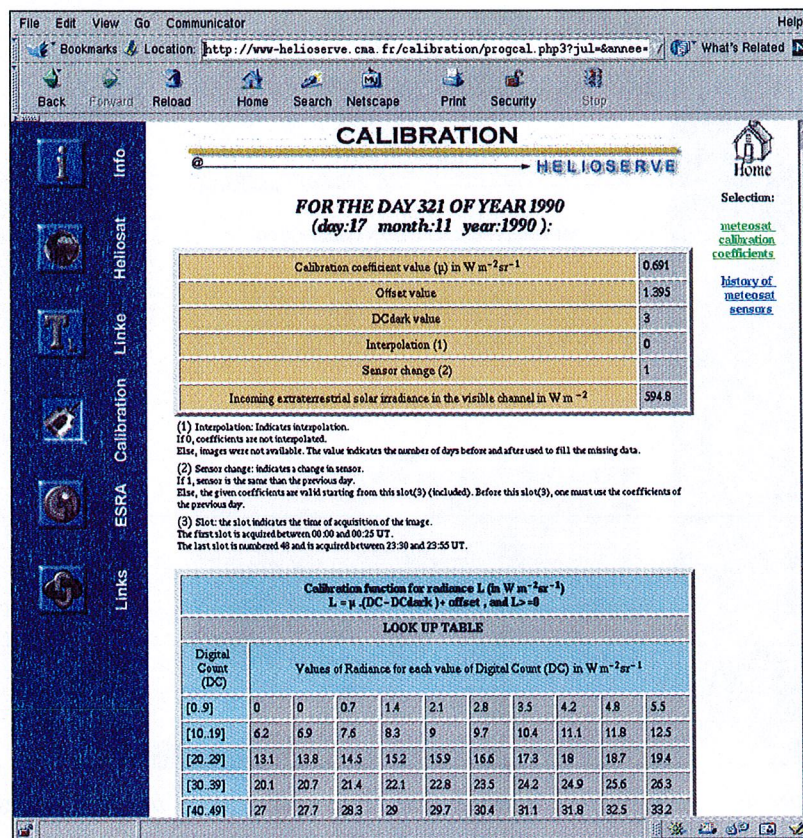 File Edit View Go Communicator Help
Bookmarks Location: http://www-helioserve.cma.fr/calibration/progcal.php3?jul=&annee= What's Related N
Back Forward Reload Home Search Netscape Print Security Stop
CALIBRATION
@ HELIOSERVE
Home
Selection:
meteosat
calibration
coefficients
history of
meteosat
sensors
Info
Heliosat
Linke
Calibration
ESRA
Links
FOR THE DAY 321 OF YEAR 1990
(day:17 month:11 year:1990 ):
Calibration coefficient value (μ) in W m⁻²sr⁻¹ 0.691
Offset value 1.395
DCdark value 3
Interpolation (1) 0
Sensor change (2) 1
Incoming extraterrestrial solar irradiance in the visible channel in W m ⁻² 594.8
(1) Interpolation: Indicates interpolation.
If 0, coefficients are not interpolated.
Else, images were not available. The value indicates the number of days before and after used to fill the missing data.
(2) Sensor change: indicates a change in sensor.
If 1, sensor is the same than the previous day.
Else, the given coefficients are valid starting from this slot(3) (included). Before this slot(3), one must use the coefficients of
the previous day.
(3) Slot: the slot indicates the time of acquisition of the image.
The first slot is acquired between 00:00 and 00:25 UT.
The last slot is numbered 48 and is acquired between 23:30 and 23:55 UT.
Calibration function for radiance L (in W m⁻²sr⁻¹)
L = μ .(DC-DCdark )+ offset , and L>=0
LOOK UP TABLE
Digital
Count
(DC)
Values of Radiance for each value of Digital Count (DC) in W m⁻²sr⁻¹
[0..9] 0 0 0.7 1.4 2.1 2.8 3.5 4.2 4.8 5.5
[10..19] 6.2 6.9 7.6 8.3 9 9.7 10.4 11.1 11.8 12.5
[20..29] 13.1 13.8 14.5 15.2 15.9 16.6 17.3 18 18.7 19.4
[30..39] 20.1 20.7 21.4 22.1 22.8 23.5 24.2 24.9 25.6 26.3
[40..49] 27 27.7 28.3 29 29.7 30.4 31.1 31.8 32.5 33.2